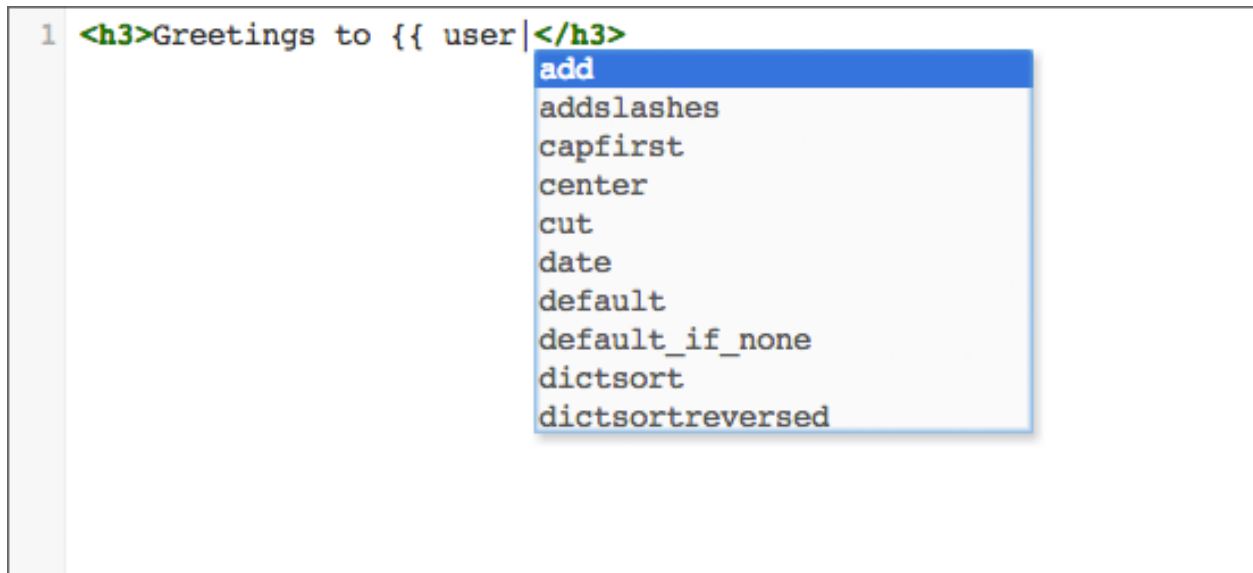 1 <h3>Greetings to {{ user|</h3>
add
addslashes
capfirst
center
cut
date
default
default_if_none
dictsort
dictsortreversed